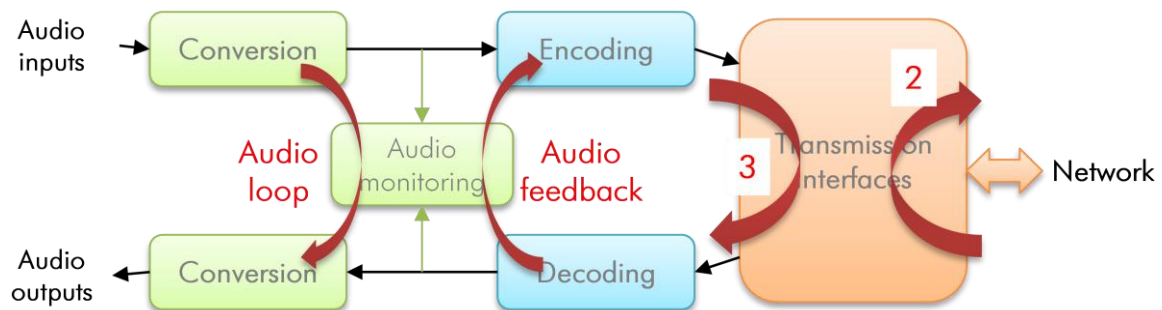 Audio
inputs
Conversion
Encoding
2
Audio
loop
Audio
monitoring
Audio
feedback
3
Transmission
Interfaces
Network
Audio
outputs
Conversion
Decoding